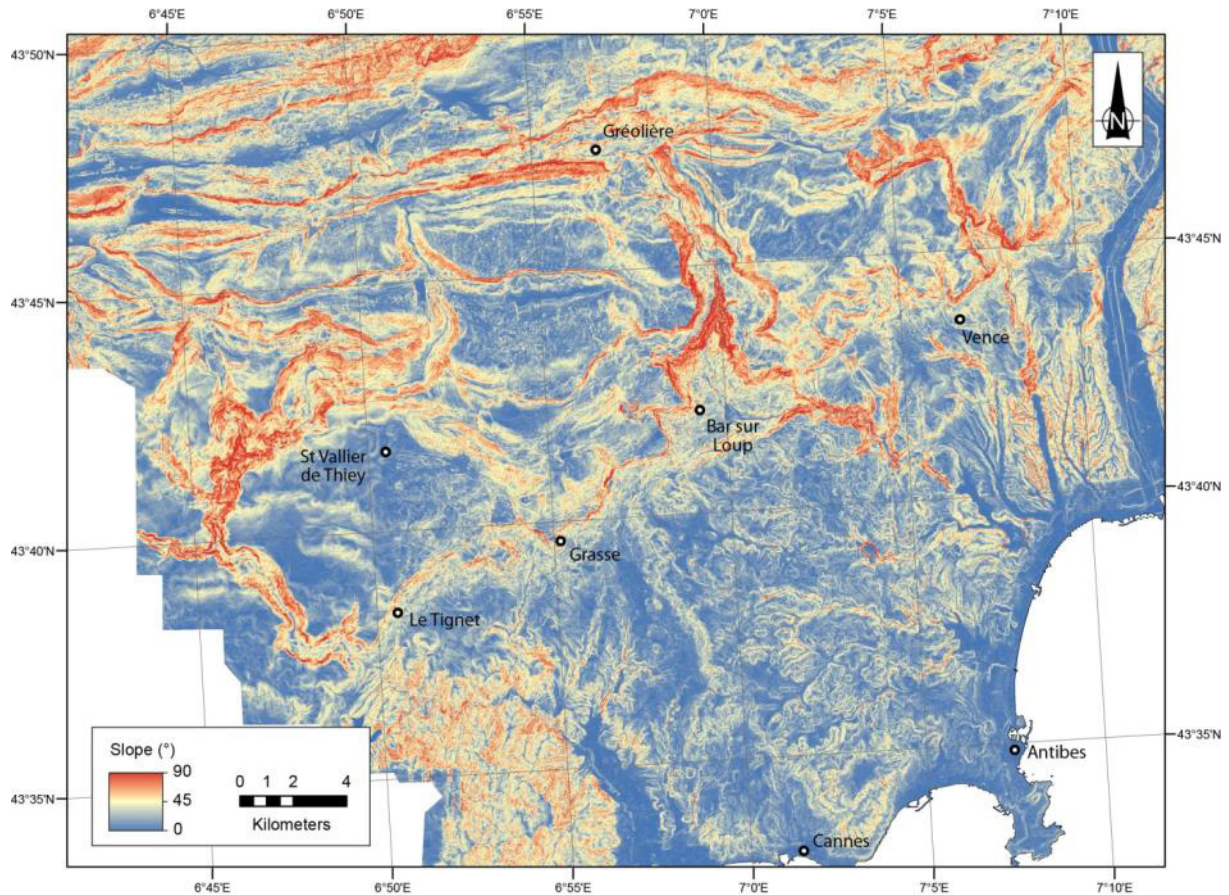 6°45'E 6°50'E 6°55'E 7°0'E 7°5'E 7°10'E
43°50'N
N
Gréolière
43°45'N
43°45'N
Vence
Bar sur
Loup
St Vallier
de Thiey
43°40'N
43°40'N
Grasse
Le Tignet
43°35'N
Antibes
Slope (°)
90
45
0
0 1 2 4
Kilometers
43°35'N
Cannes
6°45'E 6°50'E 6°55'E 7°0'E 7°5'E 7°10'E